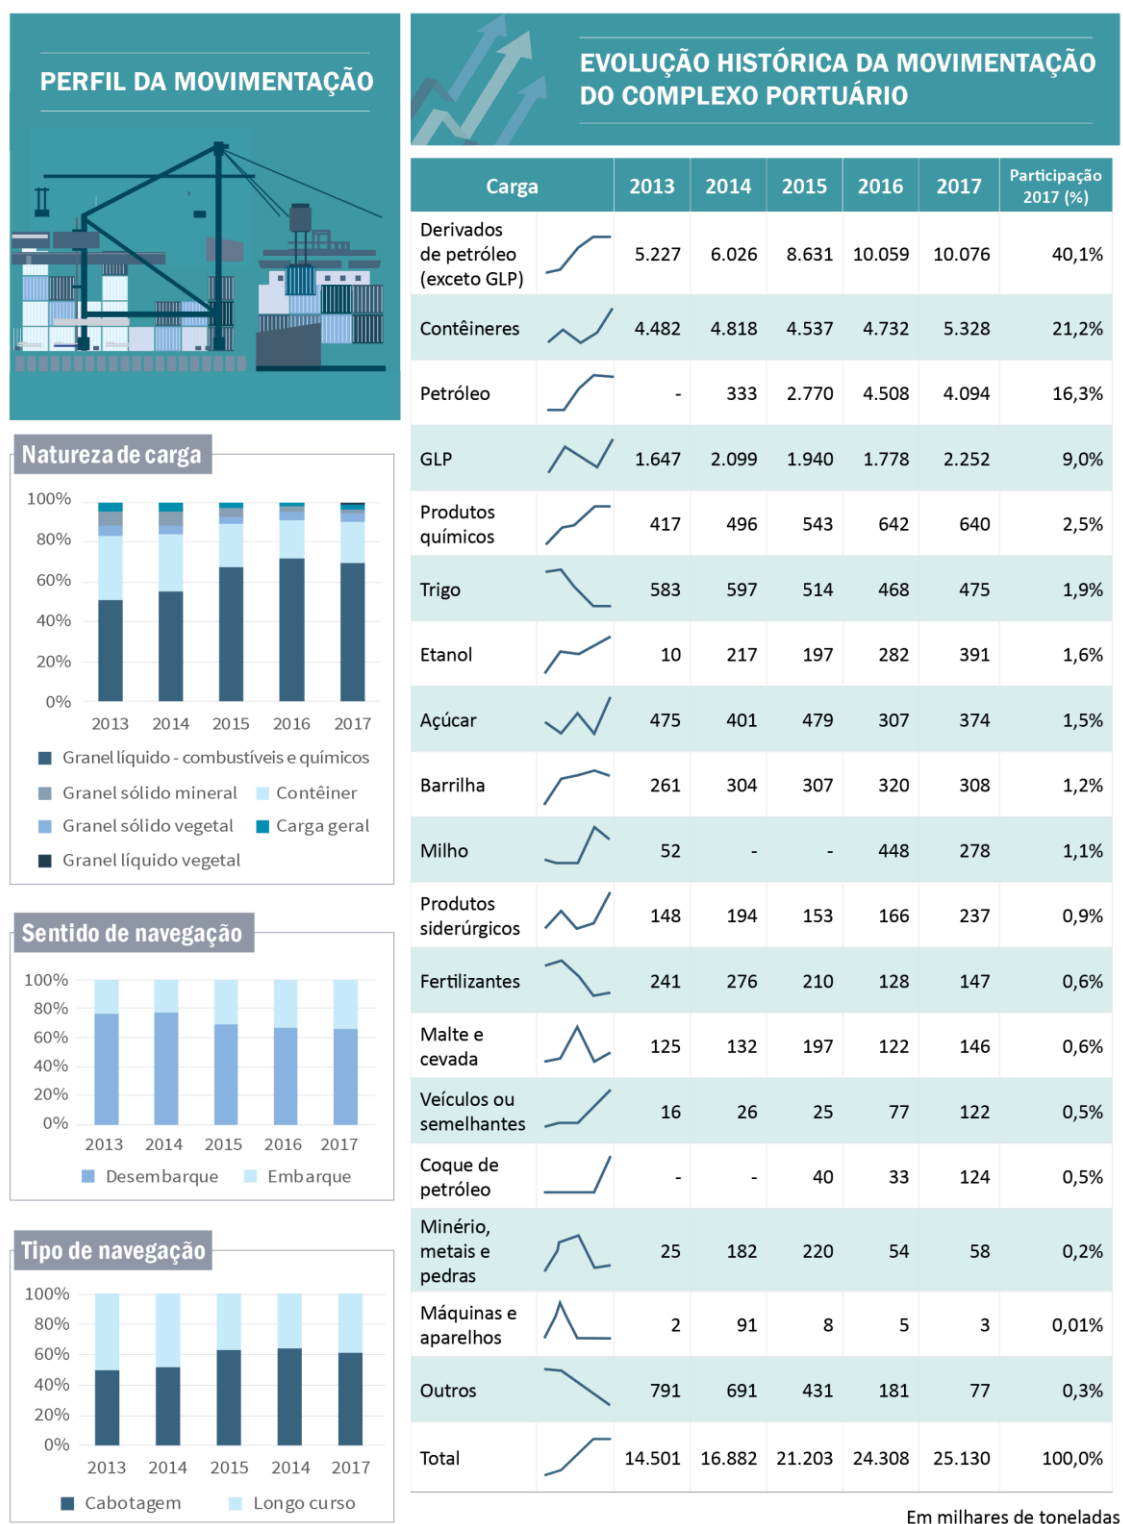 PERFIL DA MOVIMENTAÇÃO
EVOLUÇÃO HISTÓRICA DA MOVIMENTAÇÃO
DO COMPLEXO PORTUÁRIO
Natureza de carga
100%
80%
60%
40%
20%
0%
2013 2014 2015 2016 2017
Granel líquido - combustíveis e químicos
Granel sólido mineral Contêiner
Granel sólido vegetal Carga geral
Granel líquido vegetal
Sentido de navegação
100%
80%
60%
40%
20%
0%
2013 2014 2015 2016 2017
Desembarque Embarque
Tipo de navegação
100%
80%
60%
40%
20%
0%
2013 2014 2015 2014 2017
Cabotagem Longo curso
Carga 2013 2014 2015 2016 2017 Participação
2017 (%)
Derivados
de petróleo 5.227 6.026 8.631 10.059 10.076 40,1%
(exceto GLP)
Contêineres 4.482 4.818 4.537 4.732 5.328 21,2%
Petróleo - 333 2.770 4.508 4.094 16,3%
GLP 1.647 2.099 1.940 1.778 2.252 9,0%
Produtos
químicos 417 496 543 642 640 2,5%
Trigo 583 597 514 468 475 1,9%
Etanol 10 217 197 282 391 1,6%
Açúcar 475 401 479 307 374 1,5%
Barrilha 261 304 307 320 308 1,2%
Milho 52 - - 448 278 1,1%
Produtos
siderúrgicos 148 194 153 166 237 0,9%
Fertilizantes 241 276 210 128 147 0,6%
Malte e
cevada 125 132 197 122 146 0,6%
Veículos ou
semelhantes 16 26 25 77 122 0,5%
Coque de
petróleo - - 40 33 124 0,5%
Minério,
metais e 25 182 220 54 58 0,2%
pedras
Máquinas e
aparelhos 2 91 8 5 3 0,01%
Outros 791 691 431 181 77 0,3%
Total 14.501 16.882 21.203 24.308 25.130 100,0%
Em milhares de toneladas